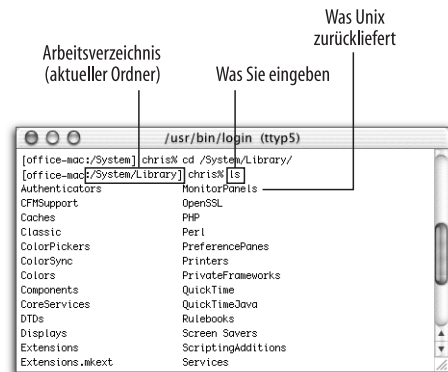 Was Unix
zurückliefert
Arbeitsverzeichnis
(aktueller Ordner)
Was Sie eingeben
/usr/bin/login (ttyp5)
[office-mac:/System] chris% cd /System/Library/
[office-mac:/System/Library] chris% ls
Authenticators MonitorPanels
CFMSupport OpenSSL
Caches PHP
Classic Perl
ColorPickers PreferencePanes
ColorSync Printers
Colors PrivateFrameworks
Components QuickTime
CoreServices QuickTimeJava
DTDs Rulebooks
Displays Screen Savers
Extensions ScriptingAdditions
Extensions.mkext Services